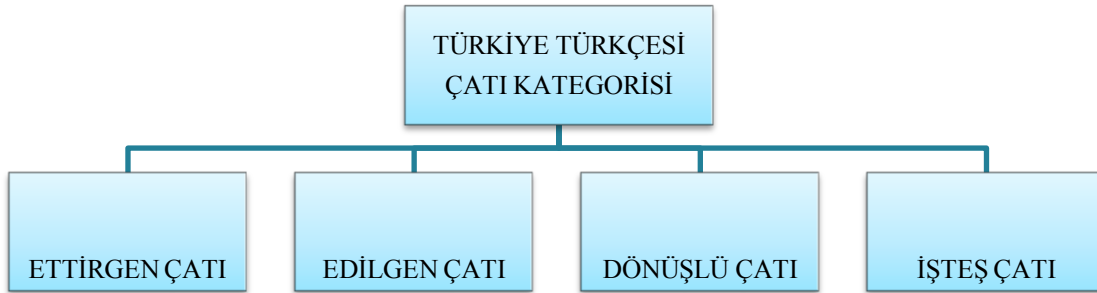 TÜRKİYE TÜRKÇESİ
ÇATI KATEGORİSİ
ETTİRGEN ÇATI
EDİLGEN ÇATI
DÖNÜŞLÜ ÇATI
İŞTEŞ ÇATI